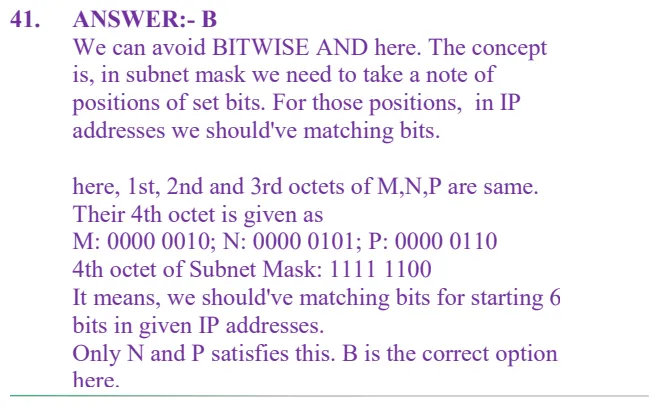 41. ANSWER:- B
We can avoid BITWISE AND here. The concept
is, in subnet mask we need to take a note of
positions of set bits. For those positions,  in IP
addresses we should've matching bits.
here, 1st, 2nd and 3rd octets of M,N,P are same.
Their 4th octet is given as
M: 0000 0010; N: 0000 0101; P: 0000 0110
4th octet of Subnet Mask: 1111 1100
It means, we should've matching bits for starting 6
bits in given IP addresses.
Only N and P satisfies this. B is the correct option
here.